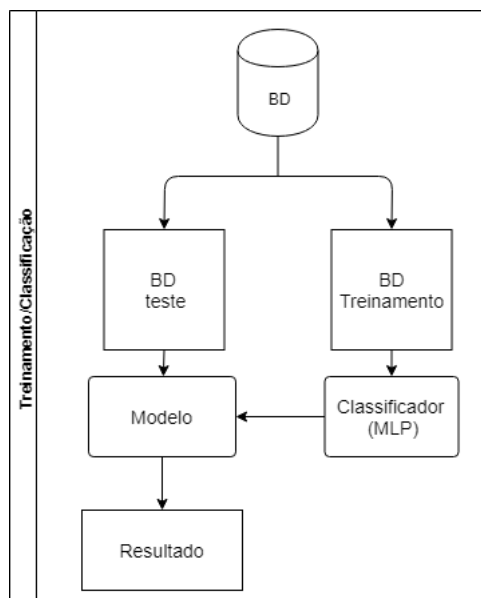 Treinamento/Classificação
BD
BD
teste
BD
Treinamento
Modelo
Classificador
(MLP)
Resultado